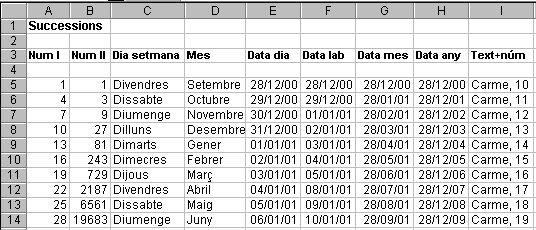 A B C D E F G H I
1 Successions
2
3 Num I Num II Dia setmana Mes Data dia Data lab Data mes Data any Text+núm
4
5 1 1 Divendres Setembre 28/12/00 28/12/00 28/12/00 28/12/00 Carme, 10
6 4 3 Dissabte Octubre 29/12/00 29/12/00 28/01/01 28/12/01 Carme, 11
7 7 9 Diumenge Novembre 30/12/00 01/01/01 28/02/01 28/12/02 Carme, 12
8 10 27 Dilluns Desembre 31/12/00 02/01/01 28/03/01 28/12/03 Carme, 13
9 13 81 Dimarts Gener 01/01/01 03/01/01 28/04/01 28/12/04 Carme, 14
10 16 243 Dimecres Febrer 02/01/01 04/01/01 28/05/01 28/12/05 Carme, 15
11 19 729 Dijous Març 03/01/01 05/01/01 28/06/01 28/12/06 Carme, 16
12 22 2187 Divendres Abril 04/01/01 08/01/01 28/07/01 28/12/07 Carme, 17
13 25 6561 Dissabte Maig 05/01/01 09/01/01 28/08/01 28/12/08 Carme, 18
14 28 19683 Diumenge Juny 06/01/01 10/01/01 28/09/01 28/12/09 Carme, 19